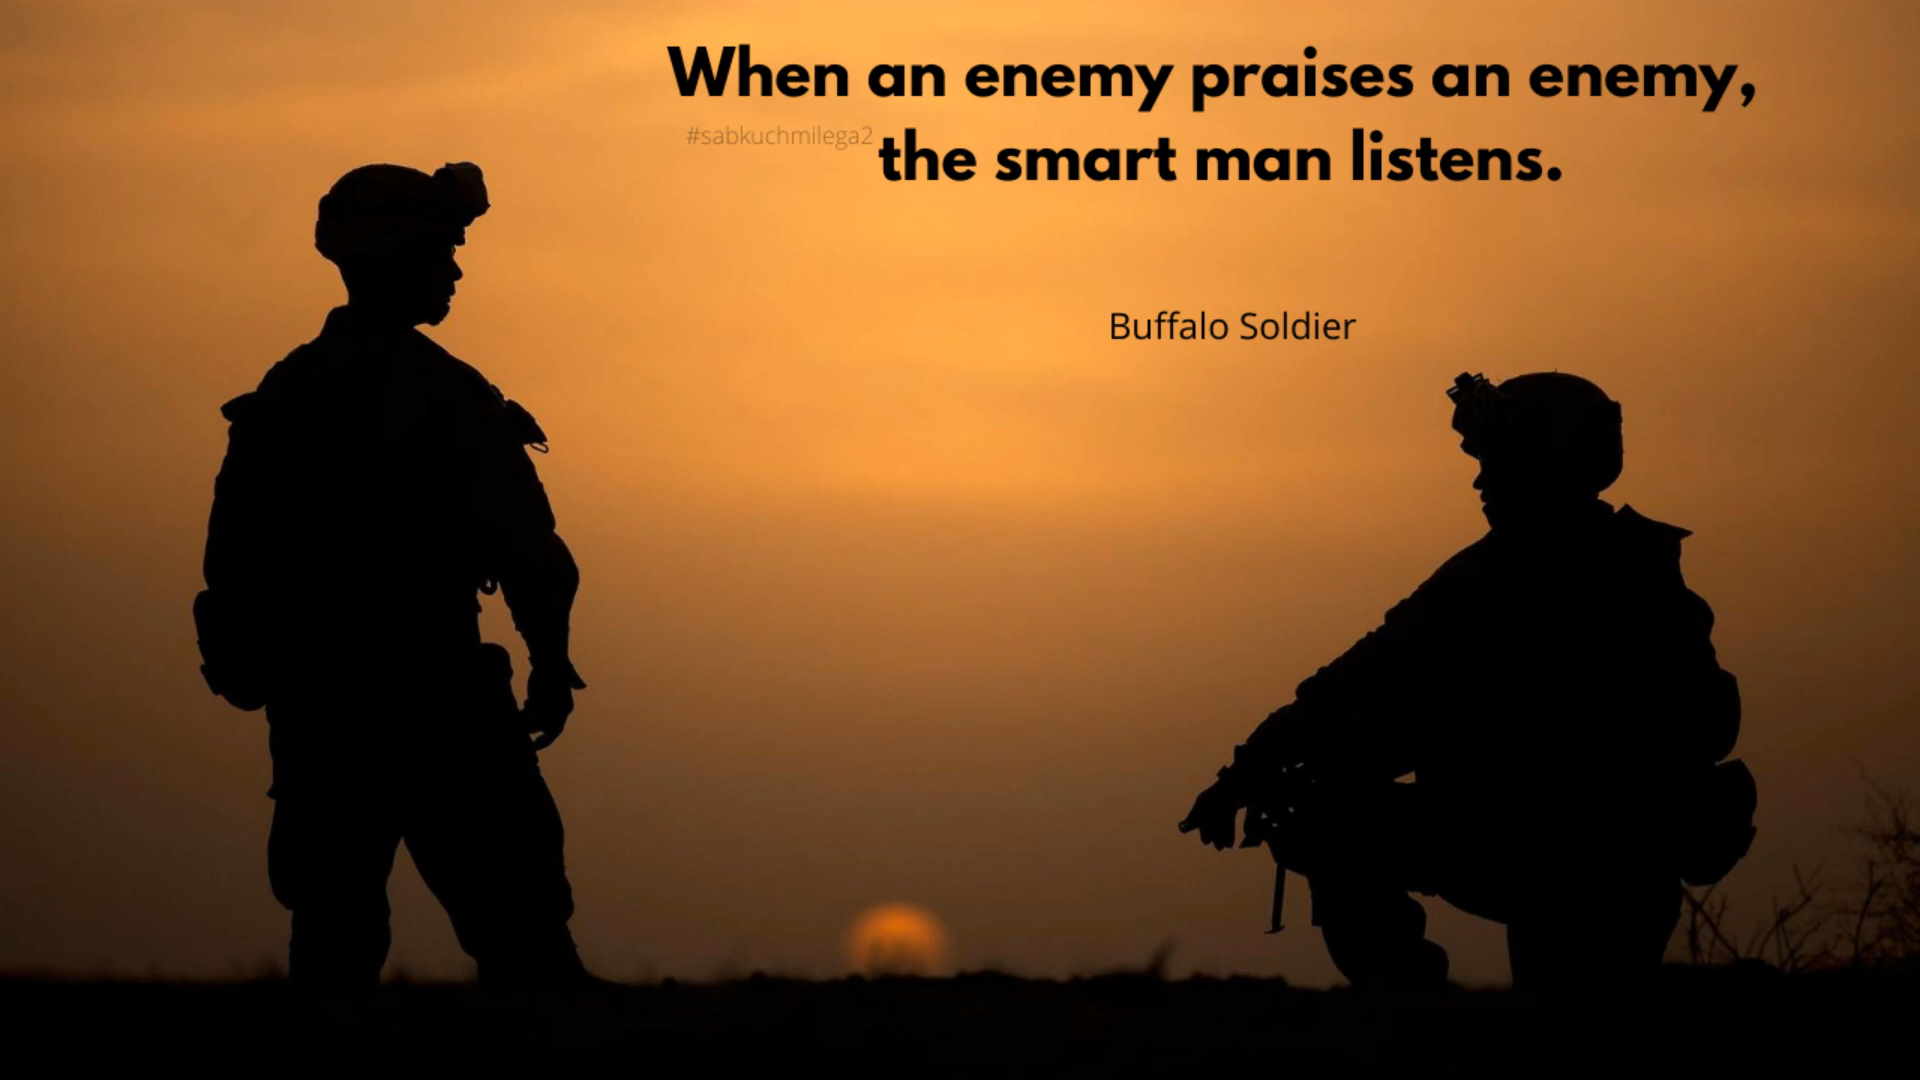 When an enemy praises an enemy,
#sabkuchmilega2
the smart man listens.
Buffalo Soldier